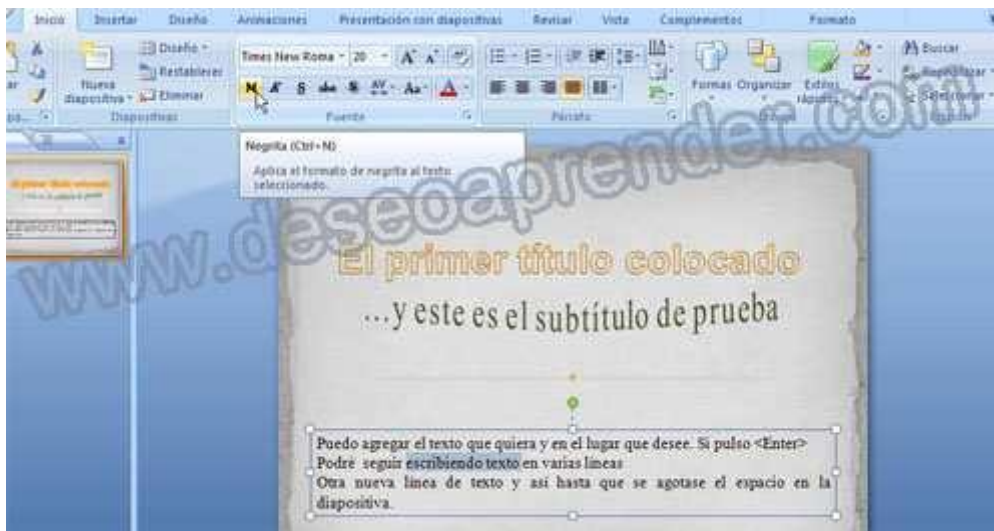 Inicio Insertar Diseño Animaciones Presentación con diapositivas Revisar Vista Complementos Formato
Diseño
Restablecer
Eliminar
Nueva diapositiva
Times New Roma 20
N K S abe S AV Aa A
Formas Organizar Estilos rápidos
Buscar
Reemplazar
Seleccionar
Diapositivas Fuente Párrafo
Negrita (Ctrl+N)
Aplica el formato de negrita al texto
seleccionado.
www.deseoaprender.com
El primer título colocado
...y este es el subtítulo de prueba
Puedo agregar el texto que quiera y en el lugar que desee. Si pulso <Enter>
Podré seguir escribiendo texto en varias líneas
Otra nueva línea de texto y así hasta que se agotase el espacio en la
diapositiva.